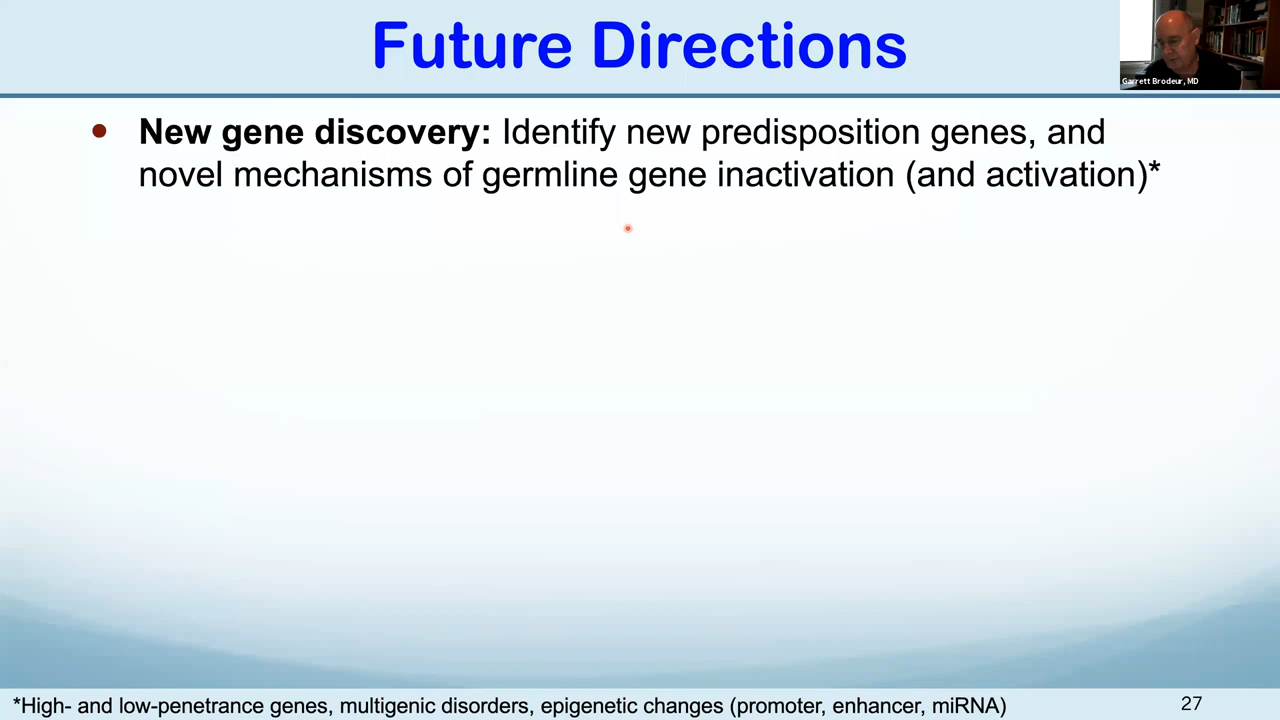 Future Directions
Garrett Brodeur, MD
• New gene discovery: Identify new predisposition genes, and
novel mechanisms of germline gene inactivation (and activation)*
*High- and low-penetrance genes, multigenic disorders, epigenetic changes (promoter, enhancer, miRNA)
27